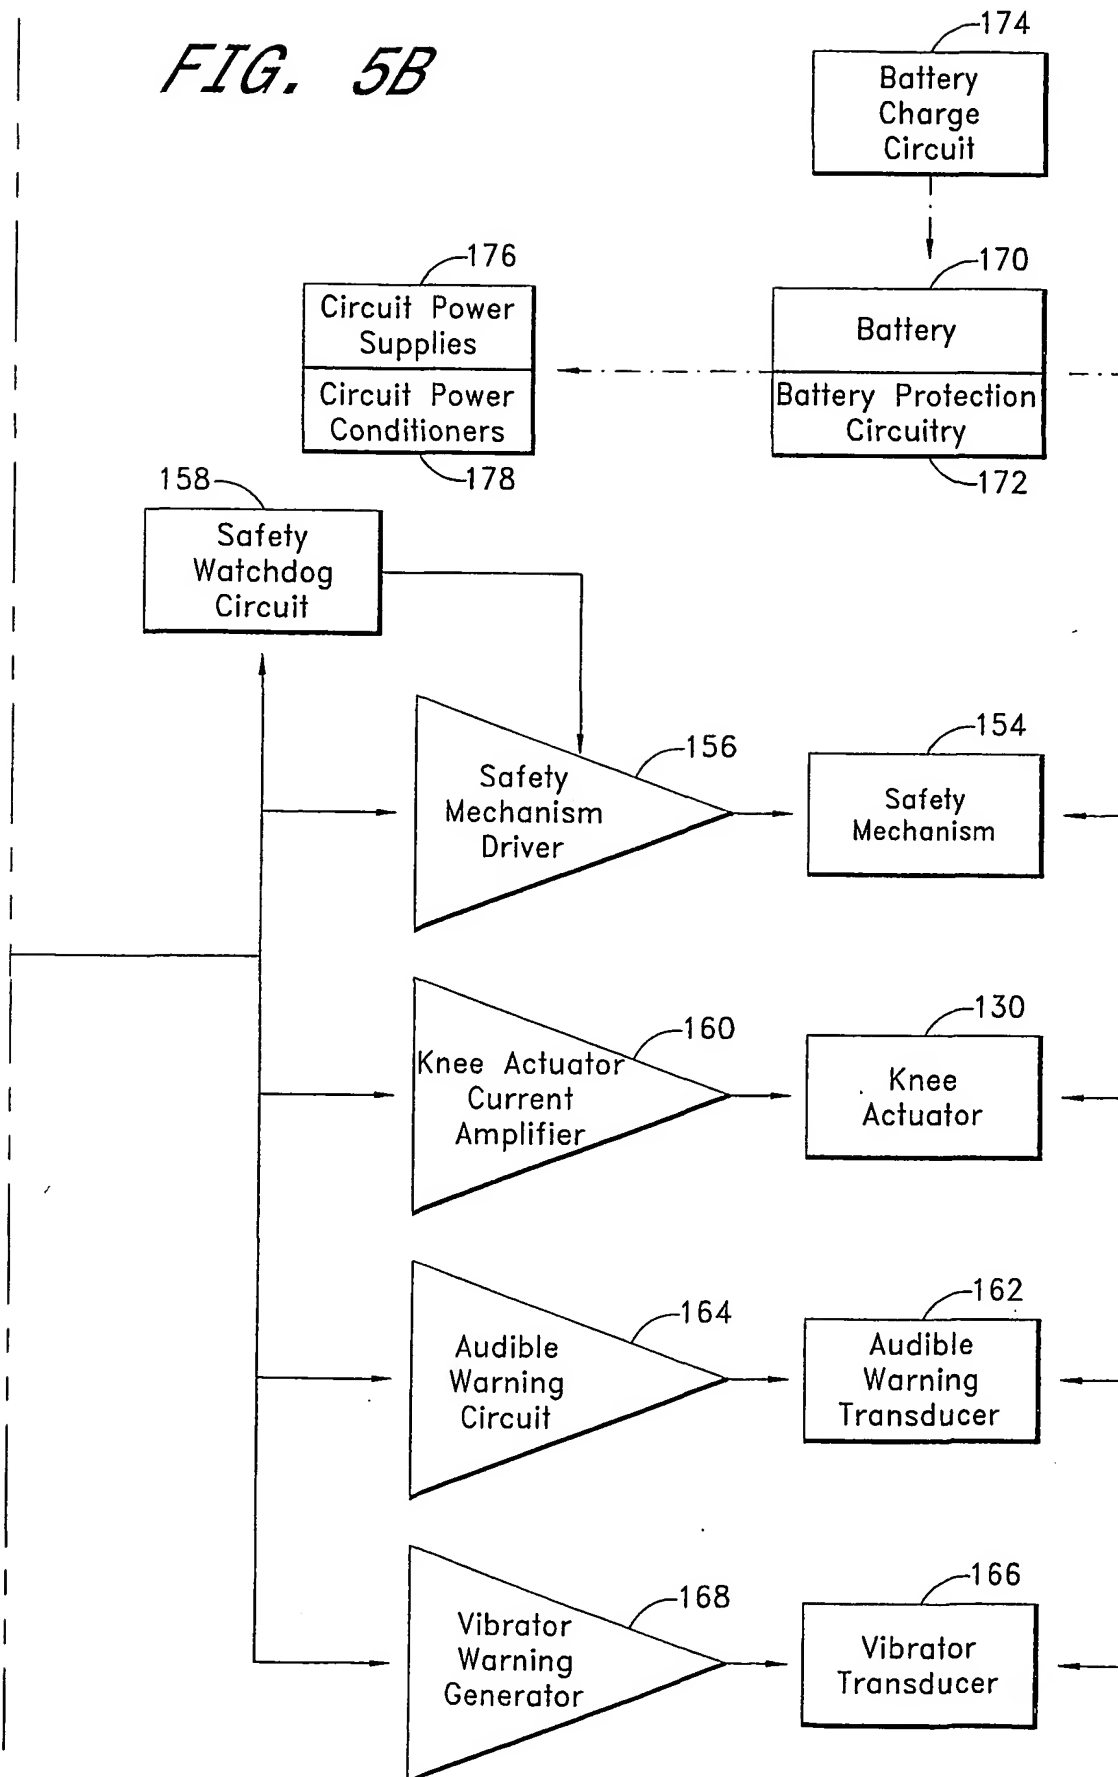 FIG. 5B
174
Battery
Charge
Circuit
176
Circuit Power
Supplies
Circuit Power
Conditioners
178
170
Battery
Battery Protection
Circuitry
172
158
Safety
Watchdog
Circuit
156
Safety
Mechanism
Driver
154
Safety
Mechanism
160
Knee Actuator
Current
Amplifier
130
Knee
Actuator
164
Audible
Warning
Circuit
162
Audible
Warning
Transducer
168
Vibrator
Warning
Generator
166
Vibrator
Transducer